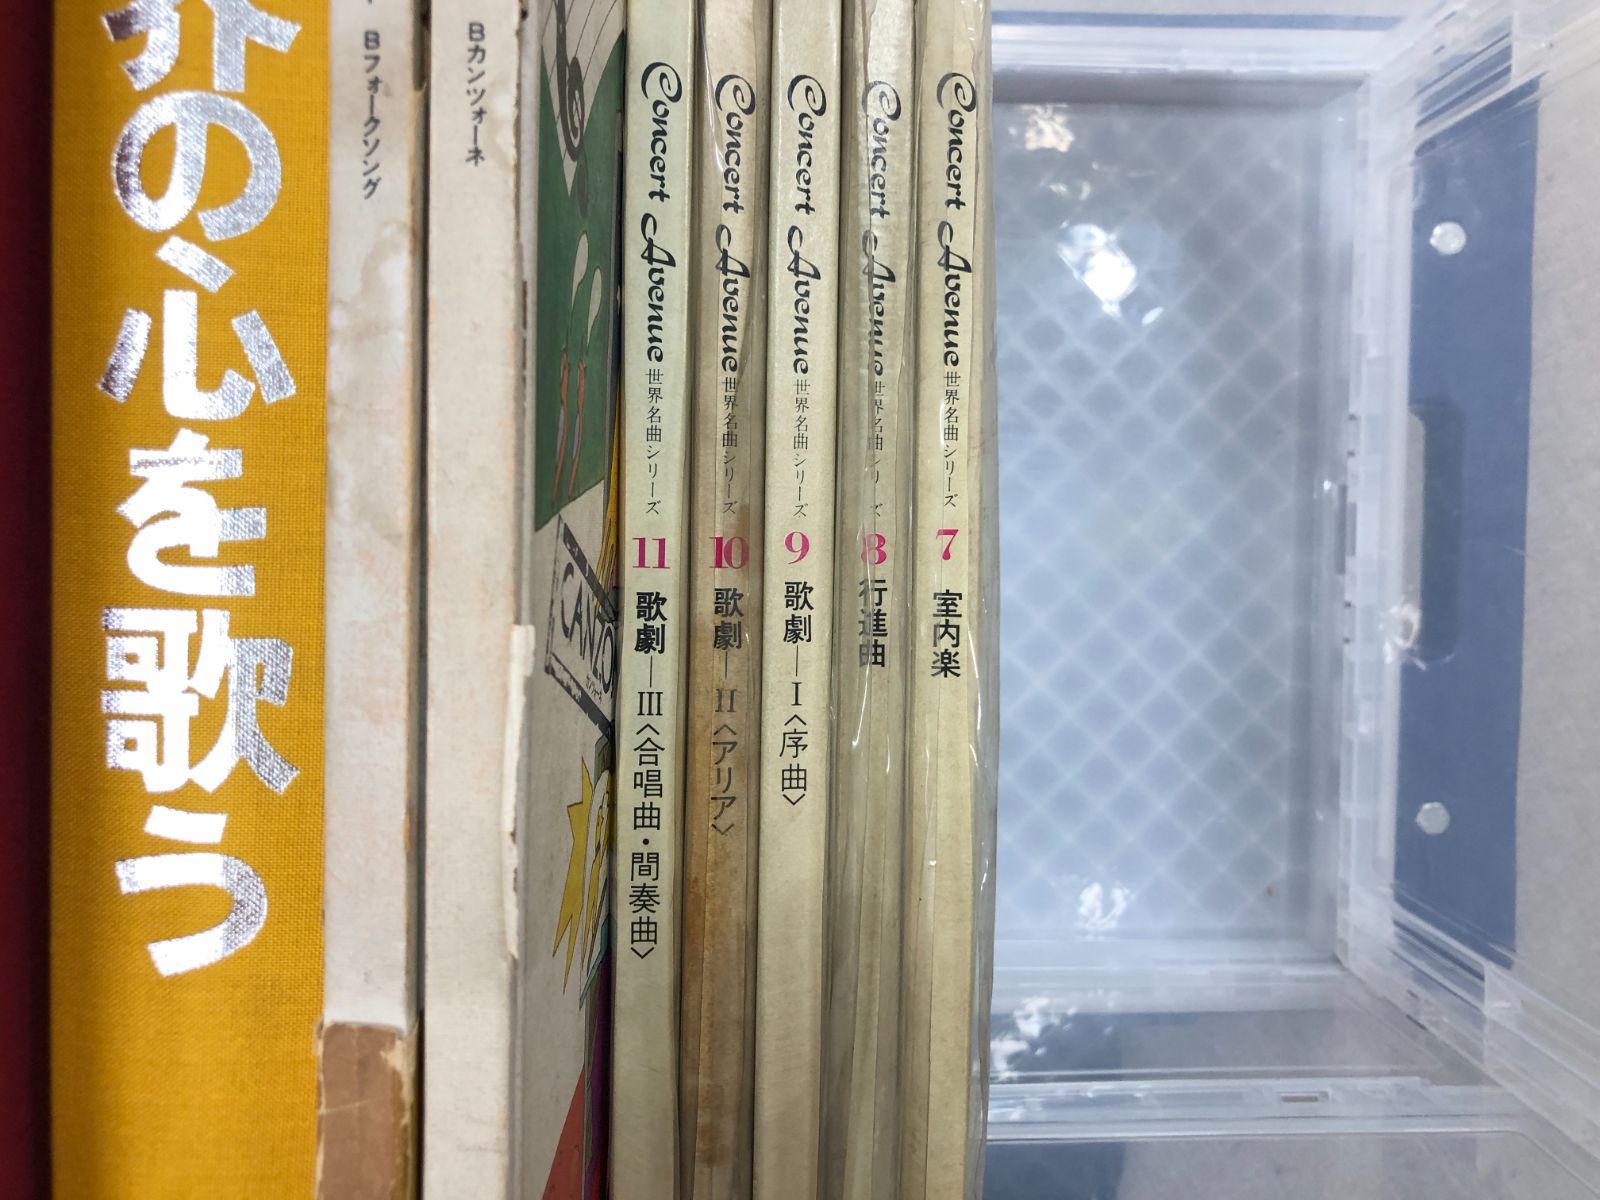 界の心を歌う
Bフォークソング
Bカンツォーネ
CANZO
Concert Avenue 世界名曲シリーズ 11 歌劇―III〈合唱曲・間奏曲〉
Concert Avenue 世界名曲シリーズ 10 歌劇―II〈アリア〉
Concert Avenue 世界名曲シリーズ 9 歌劇―I〈序曲〉
Concert Avenue 世界名曲シリーズ 8 行進曲
Concert Avenue 世界名曲シリーズ 7 室内楽